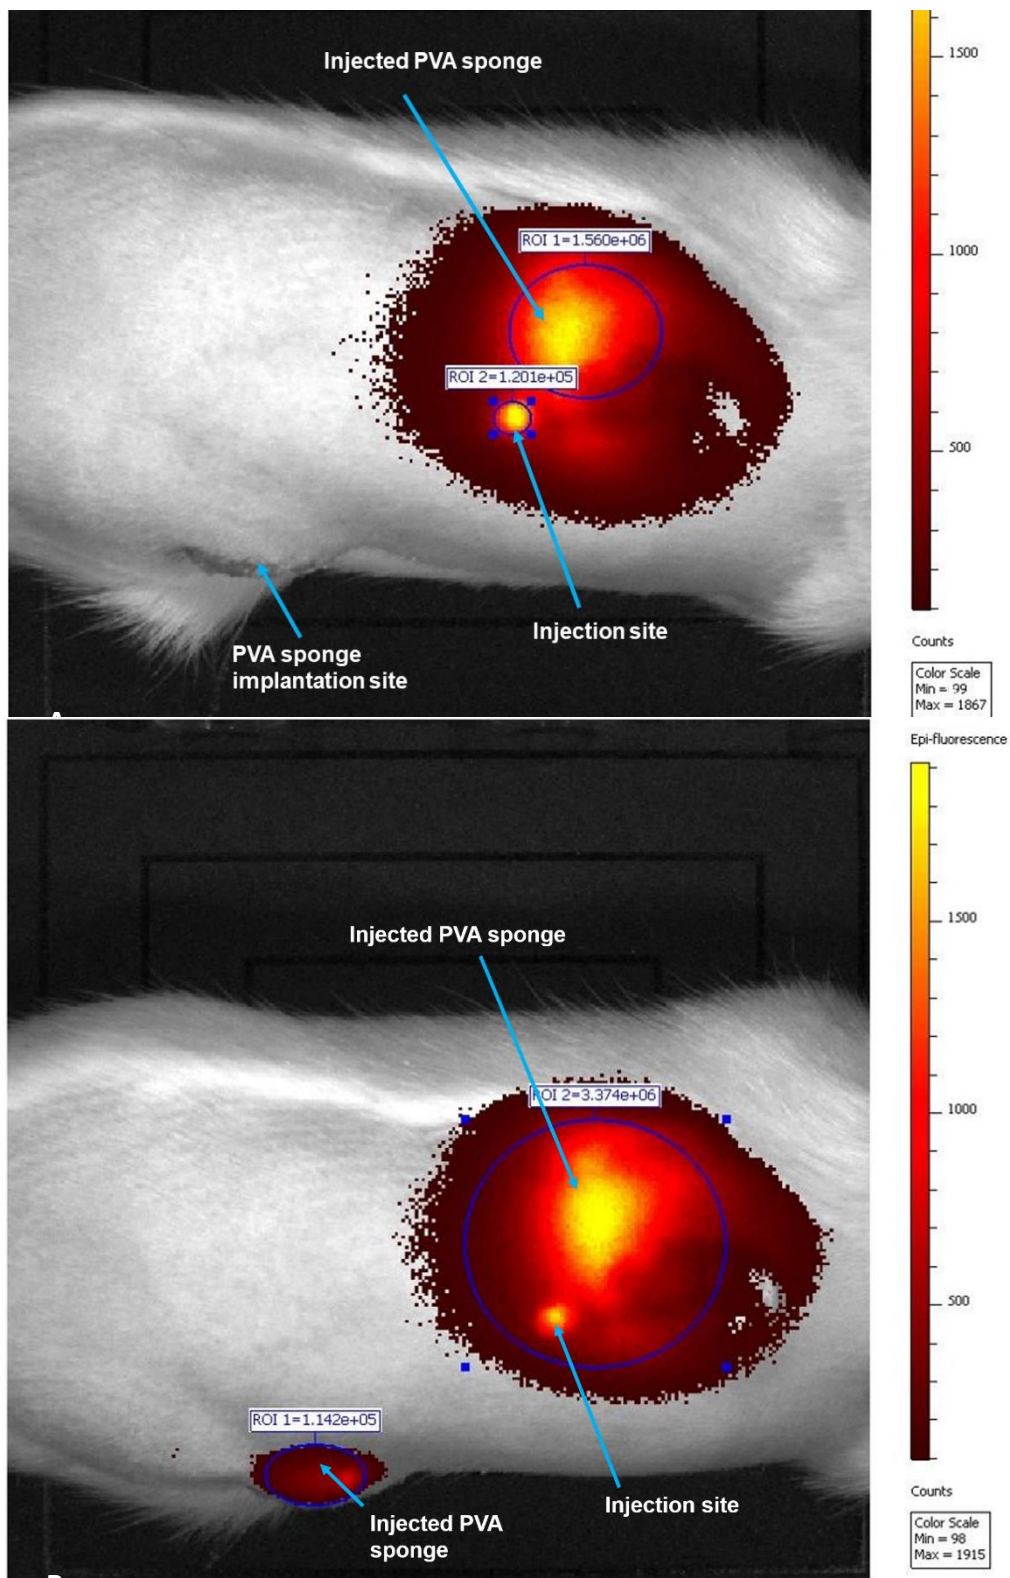 Injected PVA sponge
1500
ROI 1=1.560e+06
1000
ROI 2=1.201e+05
500
Injection site
PVA sponge
implantation site
Counts
Color Scale
Min = 99
Max = 1867
Epi-fluorescence
Injected PVA sponge
1500
ROI 2=3.374e+06
1000
500
ROI 1=1.142e+05
Injection site
Injected PVA
sponge
Counts
Color Scale
Min = 98
Max = 1915